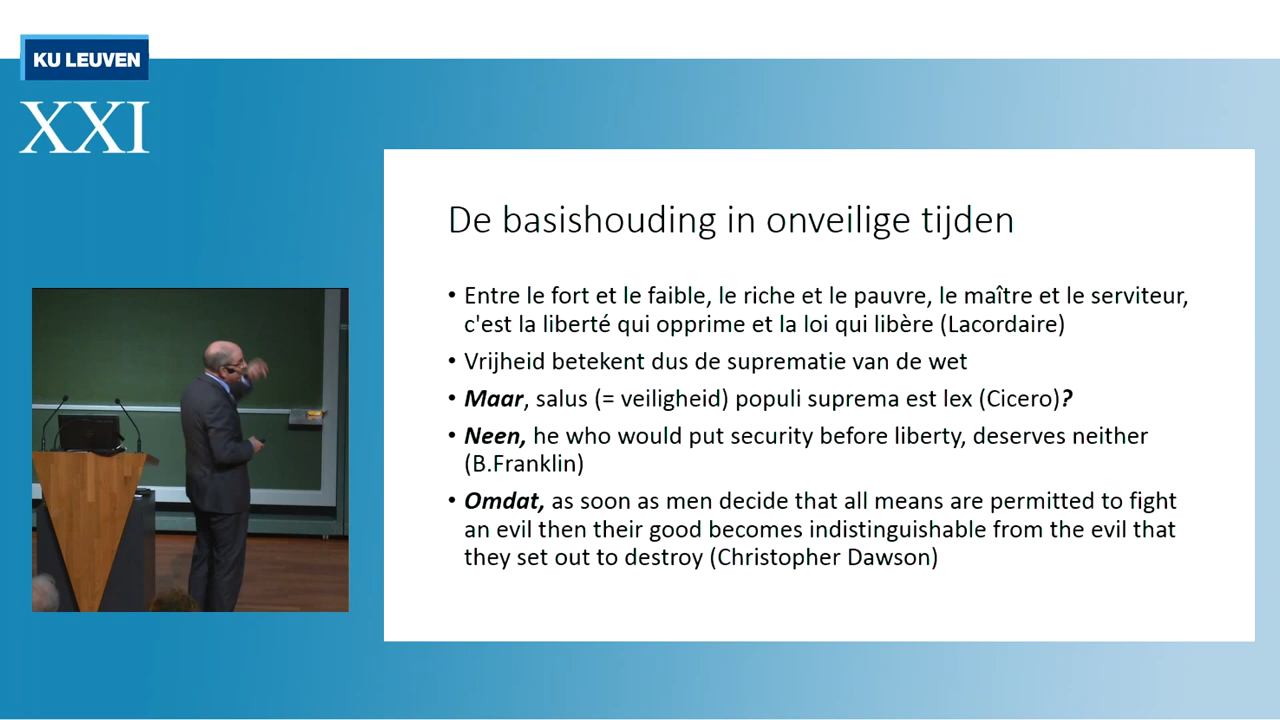 KU LEUVEN
XXI
De basishouding in onveilige tijden
• Entre le fort et le faible, le riche et le pauvre, le maître et le serviteur,
c'est la liberté qui opprime et la loi qui libère (Lacordaire)
• Vrijheid betekent dus de suprematie van de wet
• Maar, salus (= veiligheid) populi suprema est lex (Cicero)?
• Neen, he who would put security before liberty, deserves neither
(B.Franklin)
• Omdat, as soon as men decide that all means are permitted to fight
an evil then their good becomes indistinguishable from the evil that
they set out to destroy (Christopher Dawson)